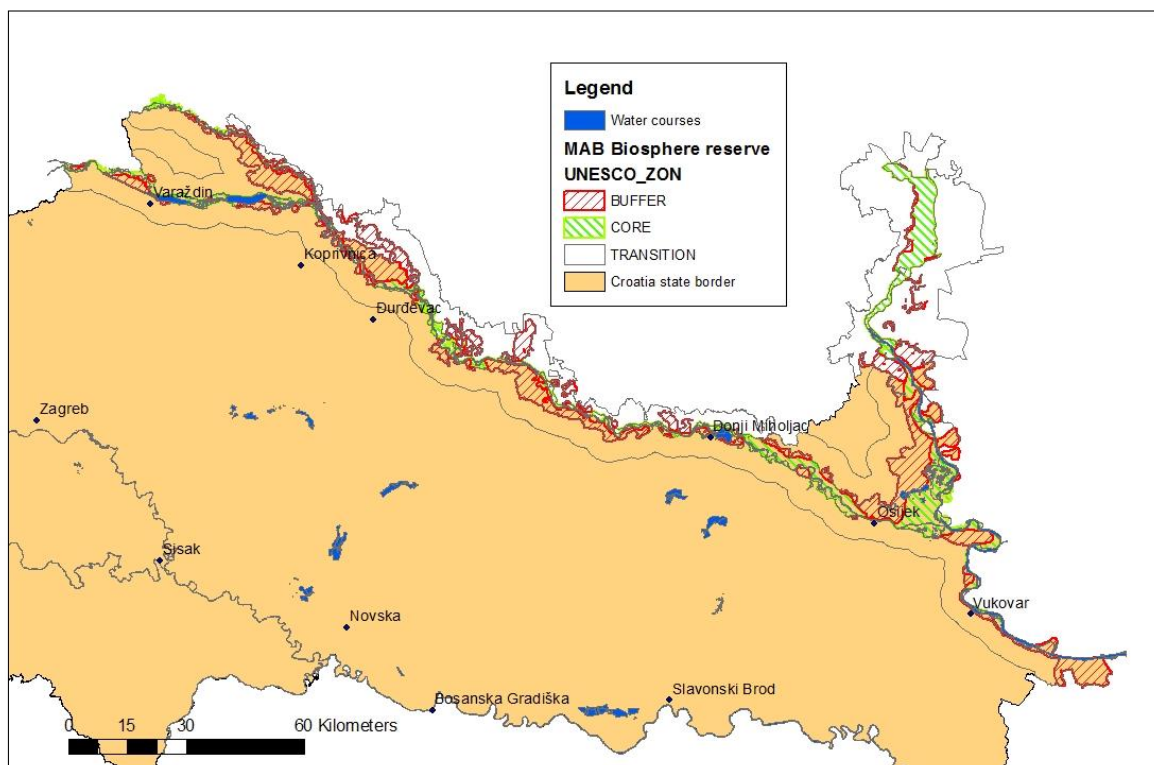 Legend
Water courses
MAB Biosphere reserve
UNESCO_ZON
BUFFER
CORE
TRANSITION
Croatia state border
Varaždin
Koprivnica
Đurđevac
Zagreb
Donji Miholjac
Osijek
Sisak
Vukovar
Novska
Slavonski Brod
Bosanska Gradiška
0 15 30 60 Kilometers